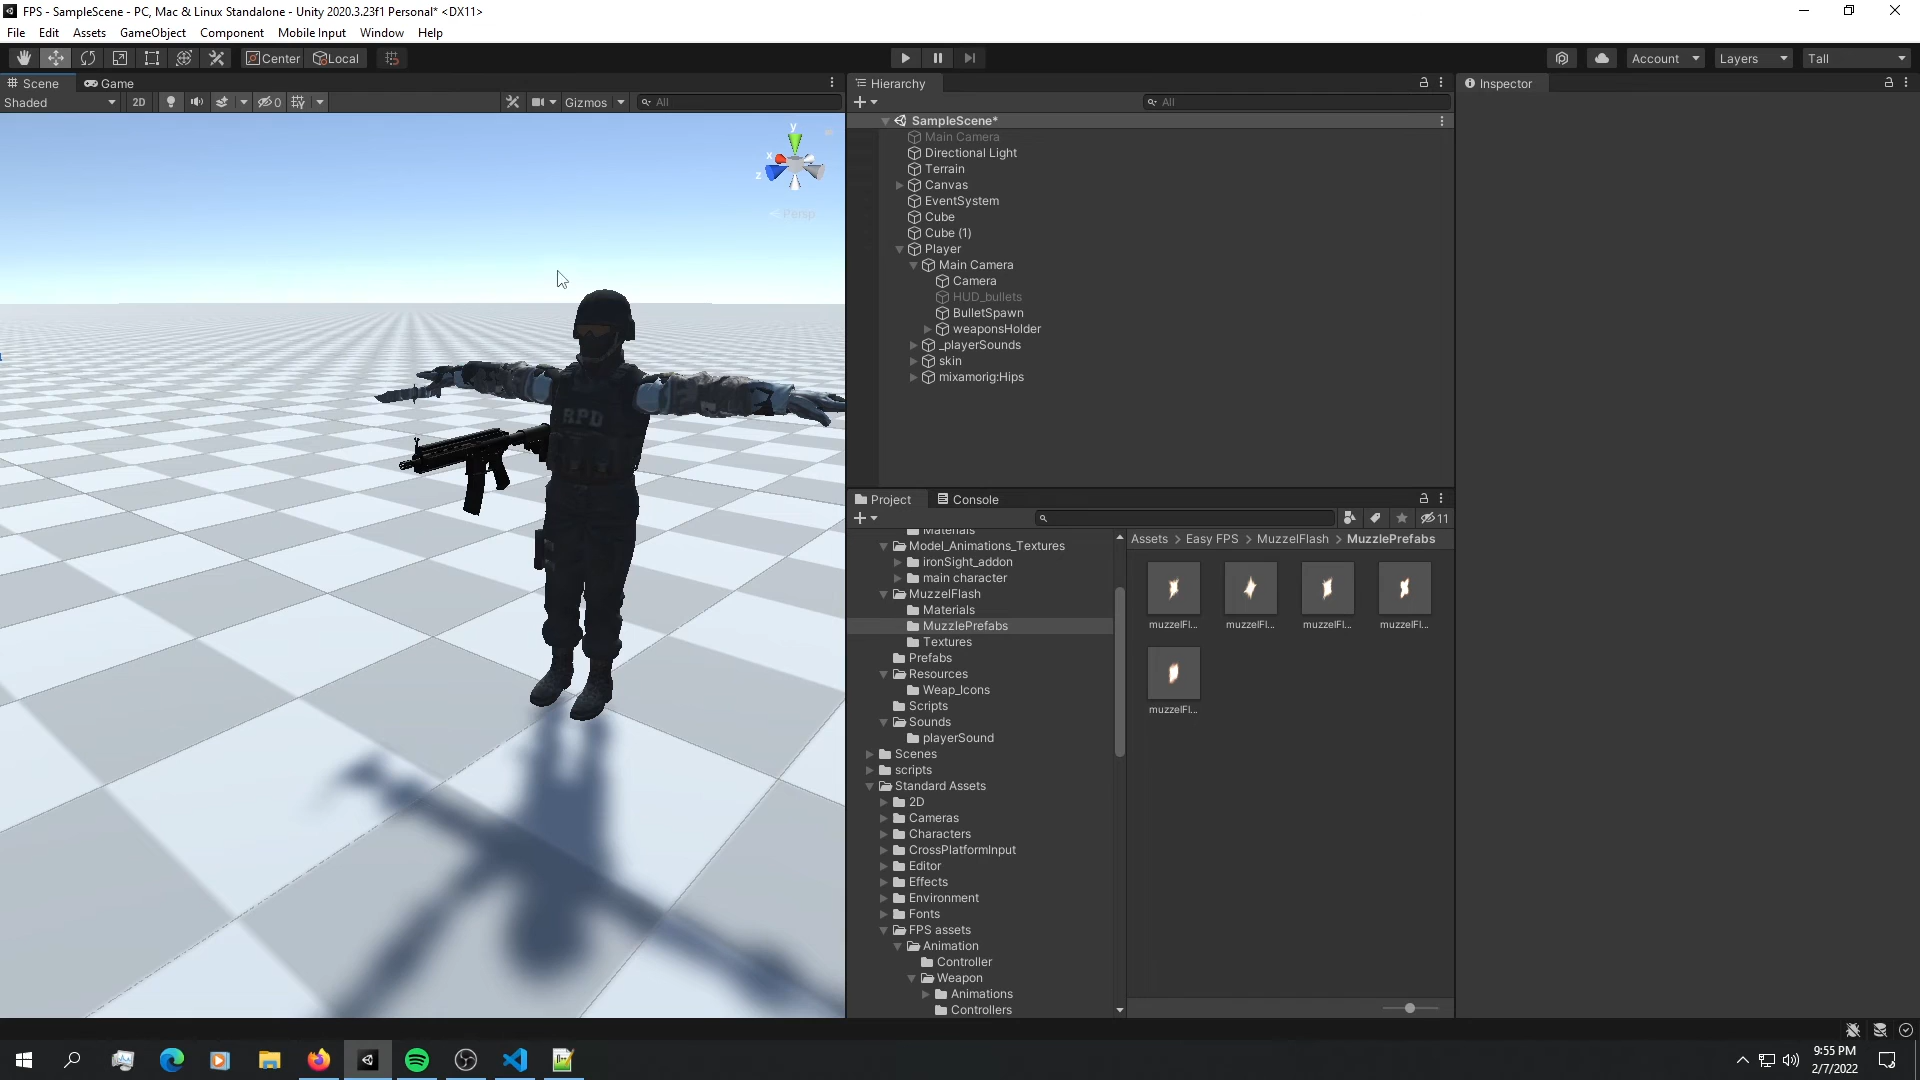 FPS - SampleScene - PC, Mac & Linux Standalone - Unity 2020.3.23f1 Personal* <DX11>
File Edit Assets GameObject Component Mobile Input Window Help
Center Local Account Layers Tall
Scene Game
Shaded 2D 0 Gizmos All
y
x
z
Persp
RPD
Hierarchy
All
SampleScene*
Main Camera
Directional Light
Terrain
Canvas
EventSystem
Cube
Cube (1)
Player
Main Camera
Camera
HUD_bullets
BulletSpawn
weaponsHolder
_playerSounds
skin
mixamorig:Hips
Inspector
Project Console
11
Materials
Model_Animations_Textures
ironSight_addon
main character
MuzzelFlash
Materials
MuzzlePrefabs
Textures
Prefabs
Resources
Weap_Icons
Scripts
Sounds
playerSound
Scenes
scripts
Standard Assets
2D
Cameras
Characters
CrossPlatformInput
Editor
Effects
Environment
Fonts
FPS assets
Animation
Controller
Weapon
Animations
Controllers
Assets > Easy FPS > MuzzelFlash > MuzzlePrefabs
muzzelFl... muzzelFl... muzzelFl... muzzelFl...
muzzelFl...
9:55 PM
2/7/2022